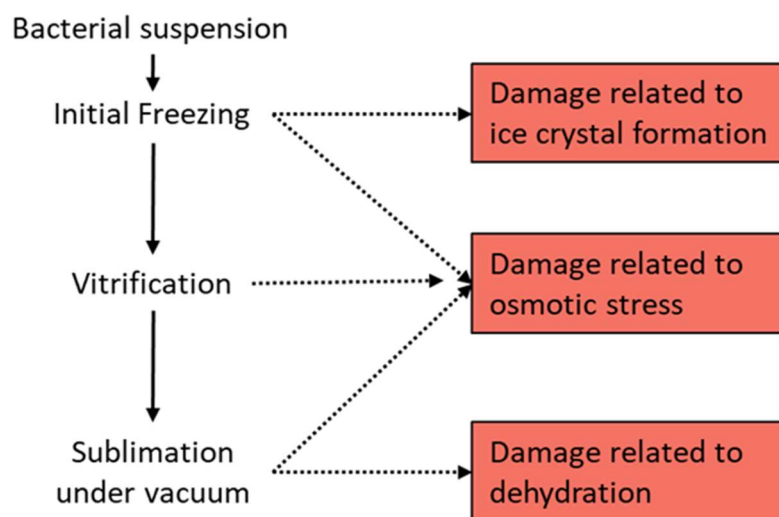 Bacterial suspension
Initial Freezing
Damage related to
ice crystal formation
Vitrification
Damage related to
osmotic stress
Sublimation
under vacuum
Damage related to
dehydration